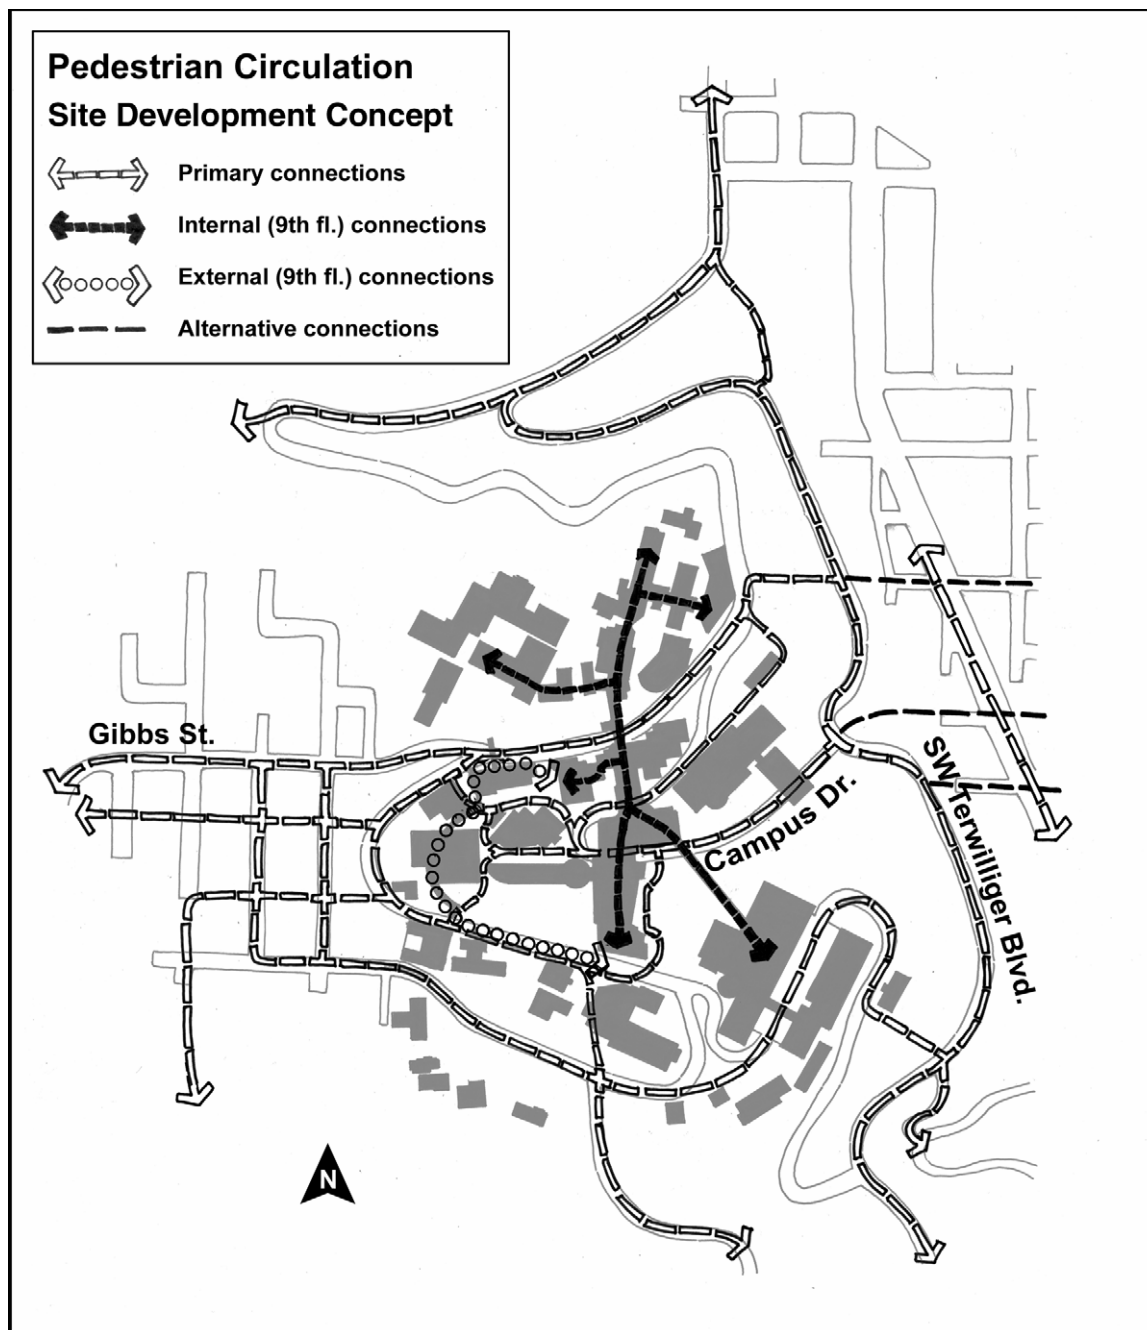 Pedestrian Circulation
Site Development Concept
Primary connections
Internal (9th fl.) connections
External (9th fl.) connections
Alternative connections
Gibbs St.
Campus Dr.
SW Terwilliger Blvd.
N